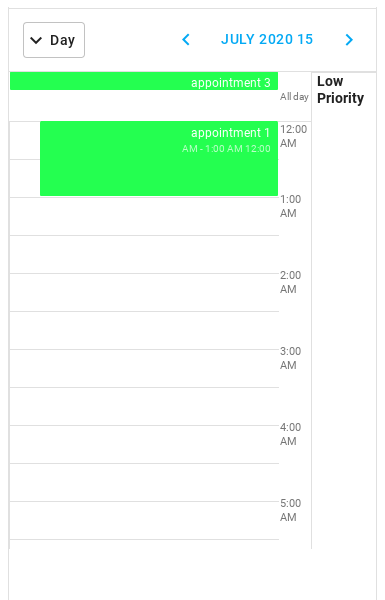 Day
JULY 2020 15
appointment 3
All day
Low
Priority
appointment 1
AM - 1:00 AM 12:00
12:00
AM
1:00
AM
2:00
AM
3:00
AM
4:00
AM
5:00
AM